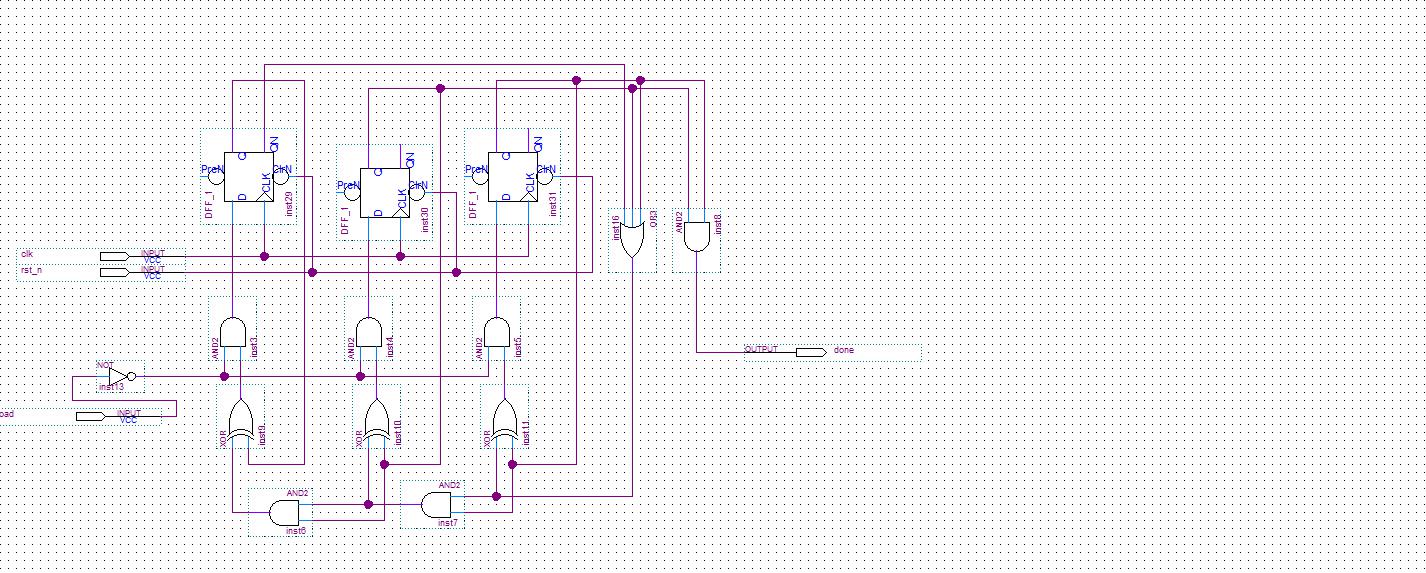 Q QN
PreN ClrN
D CLK
DFF_1 inst29
Q QN
PreN ClrN
D CLK
DFF_1 inst30
Q QN
PreN ClrN
D CLK
DFF_1 inst31
inst16 OR3
AND2 inst8
clk INPUT
VCC
rst_n INPUT
VCC
AND2 inst3
AND2 inst4
AND2 inst5
OUTPUT done
NOT
inst13
oad INPUT
VCC
XOR inst9
XOR inst10
XOR inst11
AND2
inst6
AND2
inst7